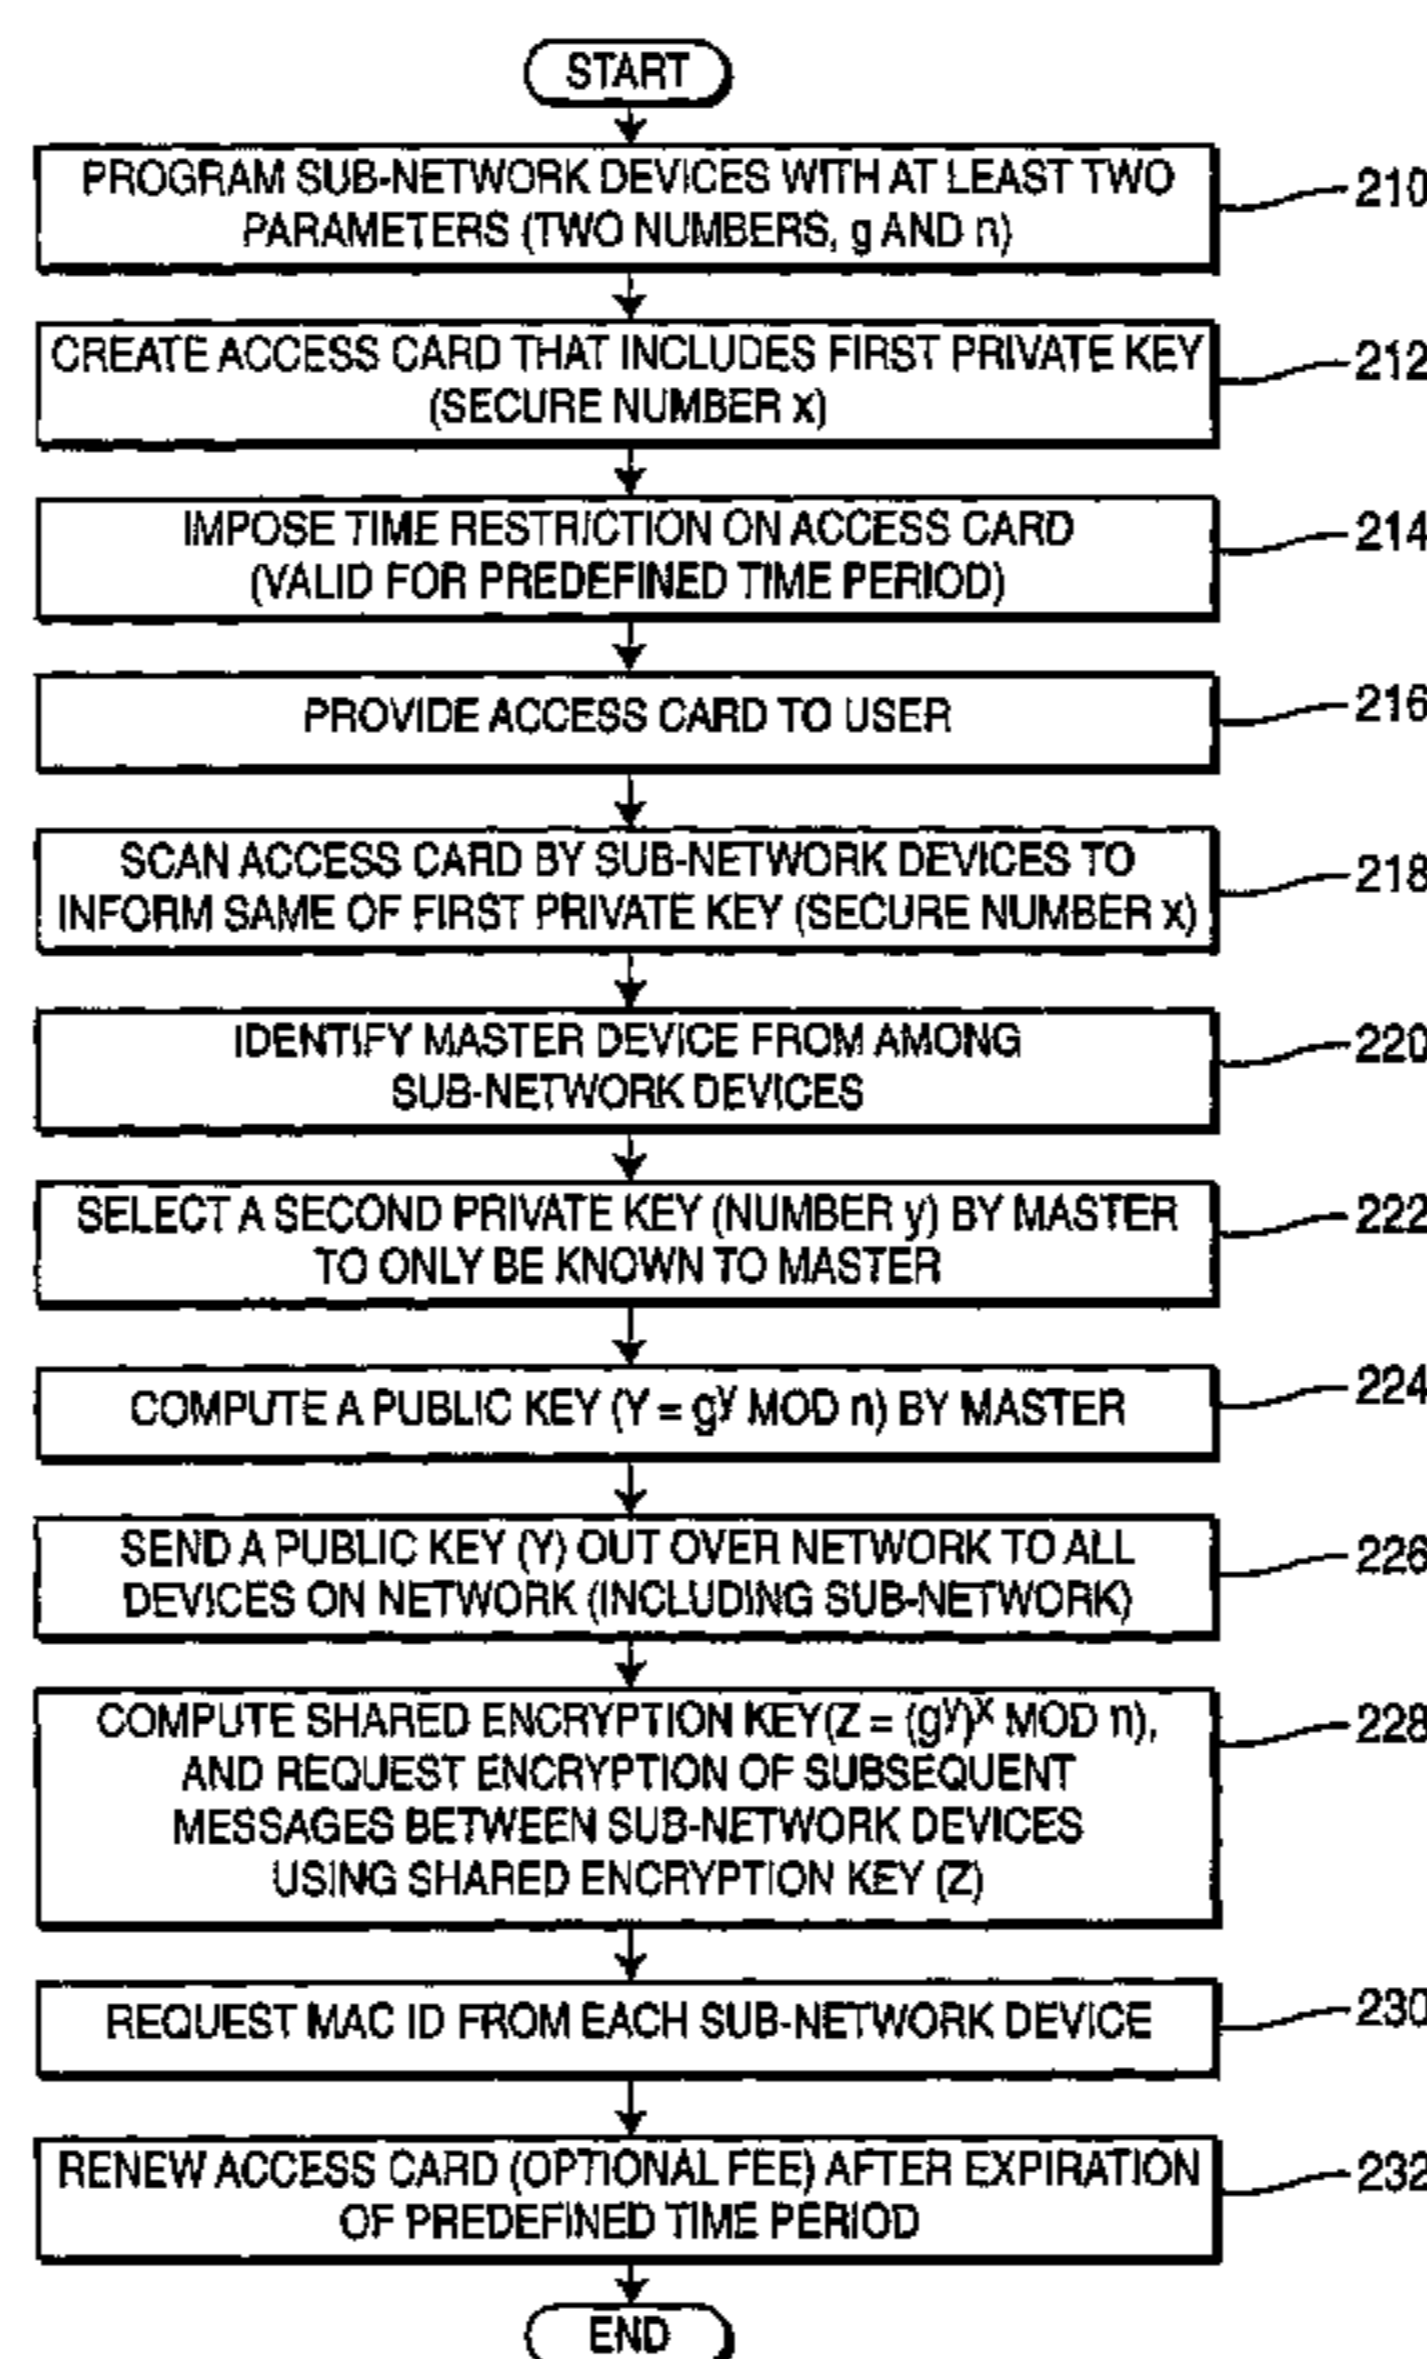 START
PROGRAM SUB-NETWORK DEVICES WITH AT LEAST TWO
PARAMETERS (TWO NUMBERS, g AND n)
210
CREATE ACCESS CARD THAT INCLUDES FIRST PRIVATE KEY
(SECURE NUMBER x)
212
IMPOSE TIME RESTRICTION ON ACCESS CARD
(VALID FOR PREDEFINED TIME PERIOD)
214
PROVIDE ACCESS CARD TO USER
216
SCAN ACCESS CARD BY SUB-NETWORK DEVICES TO
INFORM SAME OF FIRST PRIVATE KEY (SECURE NUMBER x)
218
IDENTIFY MASTER DEVICE FROM AMONG
SUB-NETWORK DEVICES
220
SELECT A SECOND PRIVATE KEY (NUMBER y) BY MASTER
TO ONLY BE KNOWN TO MASTER
222
COMPUTE A PUBLIC KEY (Y = g^y MOD n) BY MASTER
224
SEND A PUBLIC KEY (Y) OUT OVER NETWORK TO ALL
DEVICES ON NETWORK (INCLUDING SUB-NETWORK)
226
COMPUTE SHARED ENCRYPTION KEY(Z = (g^y)^x MOD n),
AND REQUEST ENCRYPTION OF SUBSEQUENT
MESSAGES BETWEEN SUB-NETWORK DEVICES
USING SHARED ENCRYPTION KEY (Z)
228
REQUEST MAC ID FROM EACH SUB-NETWORK DEVICE
230
RENEW ACCESS CARD (OPTIONAL FEE) AFTER EXPIRATION
OF PREDEFINED TIME PERIOD
232
END